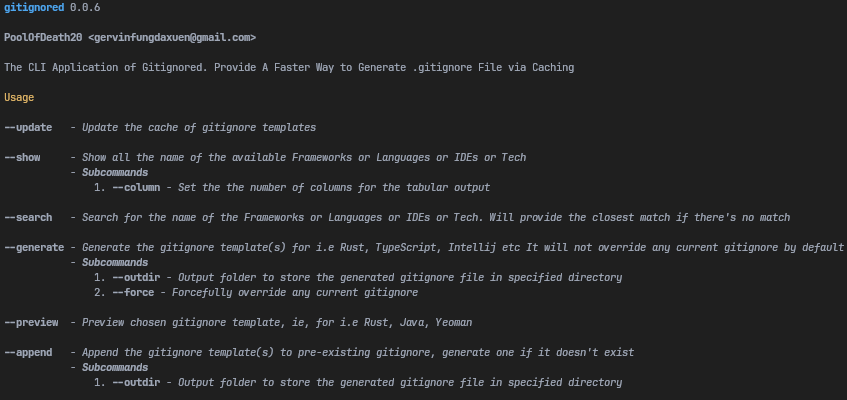 gitignored 0.0.6
PoolOfDeath20 <gervinfungdaxuen@gmail.com>
The CLI Application of Gitignored. Provide A Faster Way to Generate .gitignore File via Caching
Usage
--update - Update the cache of gitignore templates
--show - Show all the name of the available Frameworks or Languages or IDEs or Tech
- Subcommands
1. --column - Set the the number of columns for the tabular output
--search - Search for the name of the Frameworks or Languages or IDEs or Tech. Will provide the closest match if there's no match
--generate - Generate the gitignore template(s) for i.e Rust, TypeScript, Intellij etc It will not override any current gitignore by default
- Subcommands
1. --outdir - Output folder to store the generated gitignore file in specified directory
2. --force - Forcefully override any current gitignore
--preview - Preview chosen gitignore template, ie, for i.e Rust, Java, Yeoman
--append - Append the gitignore template(s) to pre-existing gitignore, generate one if it doesn't exist
- Subcommands
1. --outdir - Output folder to store the generated gitignore file in specified directory